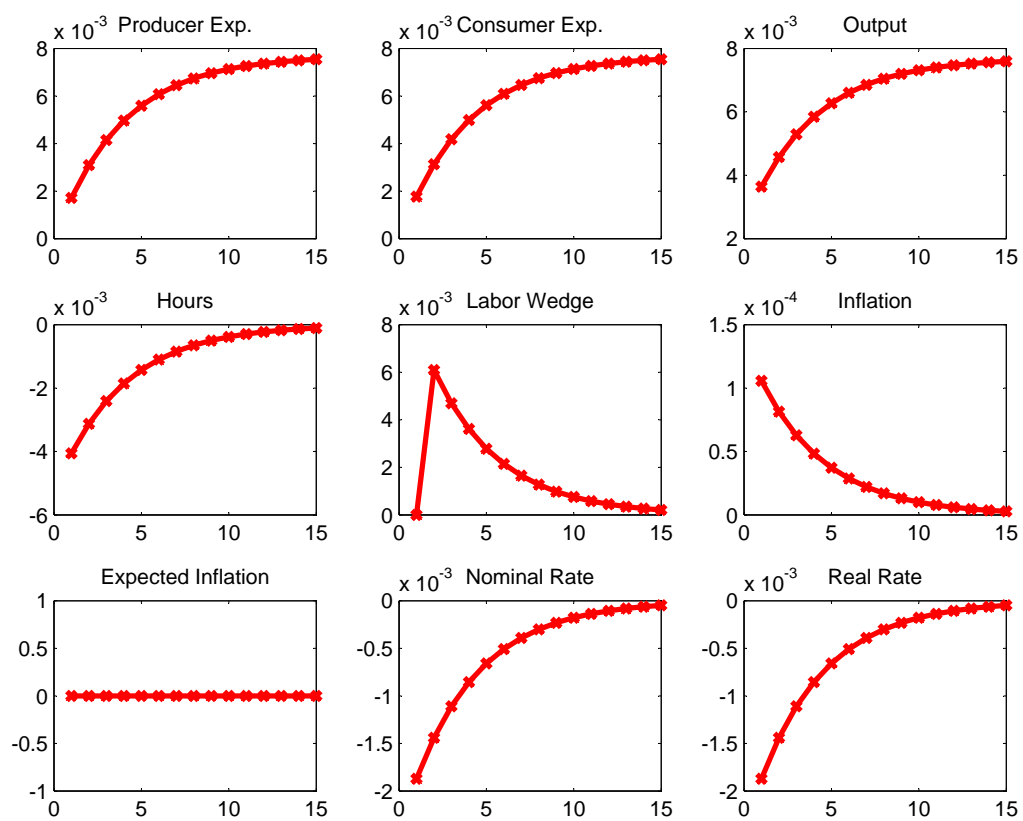 x 10-3 Producer Exp.
8
6
4
2
0
0 5 10 15
x 10-3 Consumer Exp.
8
6
4
2
0
0 5 10 15
x 10-3 Output
8
6
4
2
0 5 10 15
x 10-3 Hours
0
-2
-4
-6
0 5 10 15
x 10-3 Labor Wedge
8
6
4
2
0
0 5 10 15
x 10-4 Inflation
1.5
1
0.5
0
0 5 10 15
Expected Inflation
1
0.5
0
-0.5
-1
0 5 10 15
x 10-3 Nominal Rate
0
-0.5
-1
-1.5
-2
0 5 10 15
x 10-3 Real Rate
0
-0.5
-1
-1.5
-2
0 5 10 15